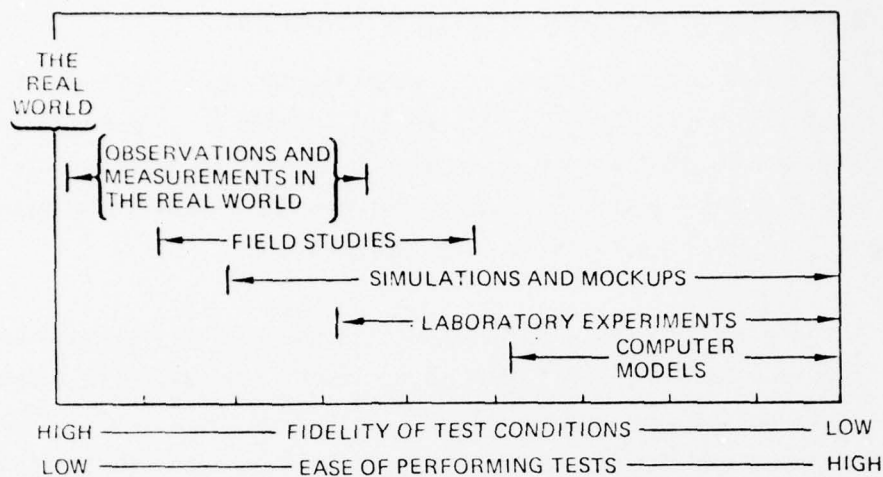 THE
REAL
WORLD
OBSERVATIONS AND
MEASUREMENTS IN
THE REAL WORLD
FIELD STUDIES
SIMULATIONS AND MOCKUPS
LABORATORY EXPERIMENTS
COMPUTER
MODELS
HIGH FIDELITY OF TEST CONDITIONS LOW
LOW EASE OF PERFORMING TESTS HIGH